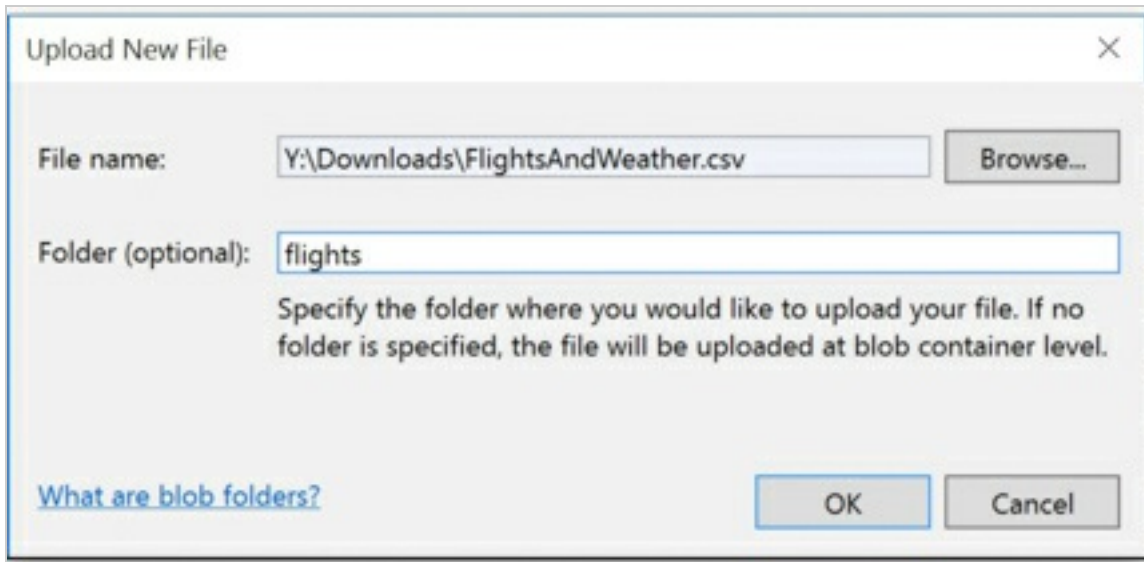 Upload New File
File name:
Y:\Downloads\FlightsAndWeather.csv
Browse...
Folder (optional):
flights
Specify the folder where you would like to upload your file. If no
folder is specified, the file will be uploaded at blob container level.
What are blob folders?
OK
Cancel